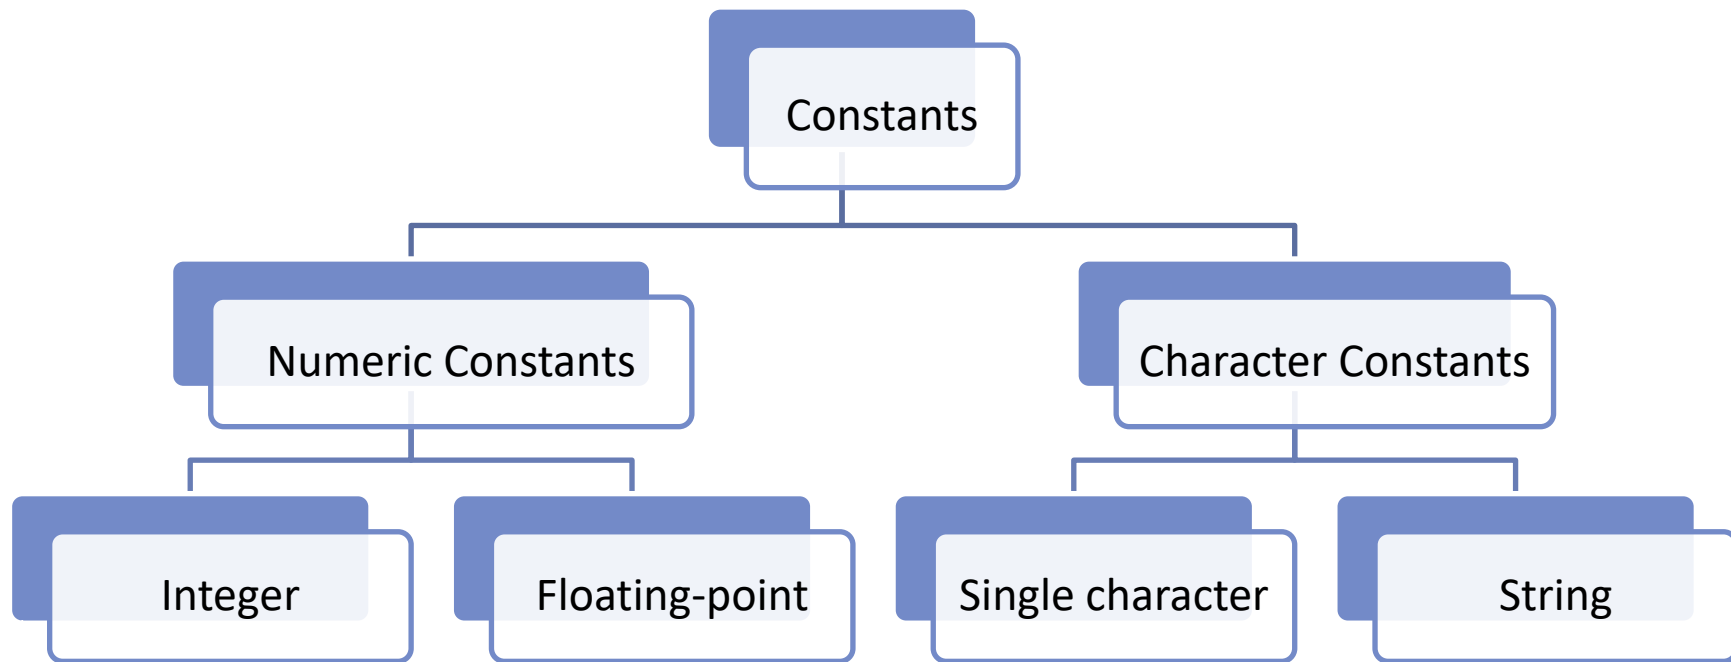 Constants
Numeric Constants
Character Constants
Integer
Floating-point
Single character
String